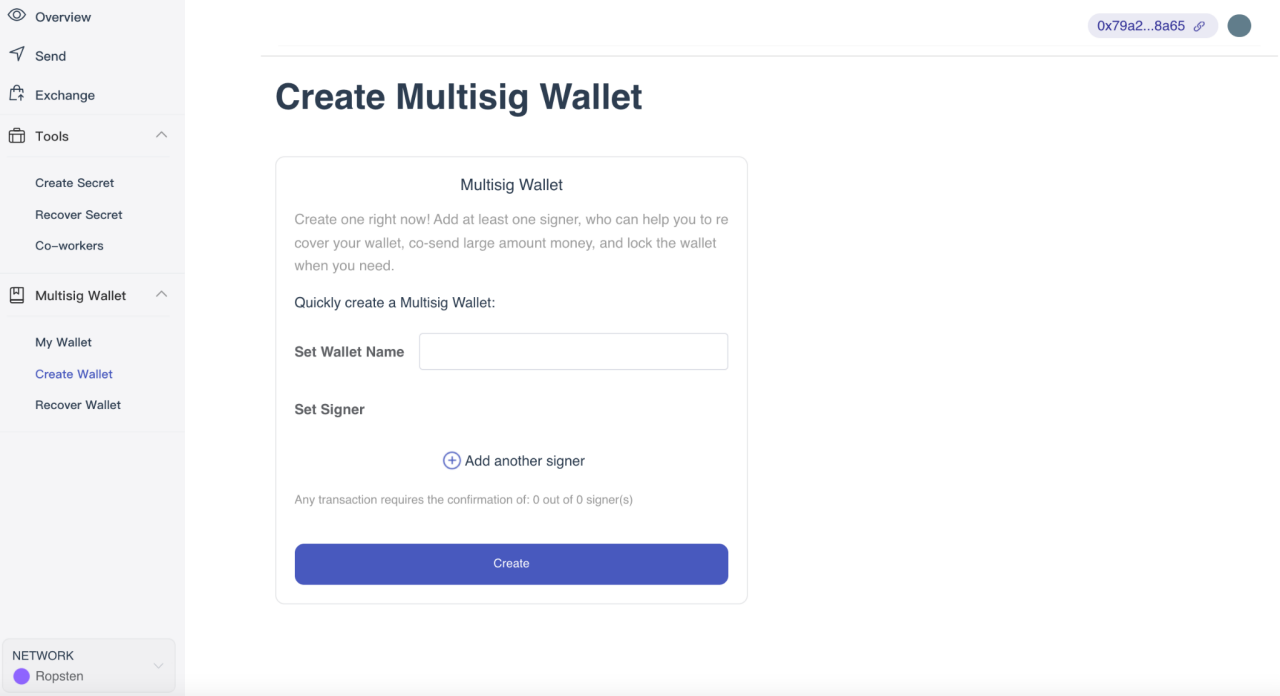 Overview
Send
Exchange
Tools
Create Secret
Recover Secret
Co-workers
Multisig Wallet
My Wallet
Create Wallet
Recover Wallet
NETWORK
Ropsten
0x79a2...8a65
Create Multisig Wallet
Multisig Wallet
Create one right now! Add at least one signer, who can help you to re
cover your wallet, co-send large amount money, and lock the wallet
when you need.
Quickly create a Multisig Wallet:
Set Wallet Name
Set Signer
Add another signer
Any transaction requires the confirmation of: 0 out of 0 signer(s)
Create